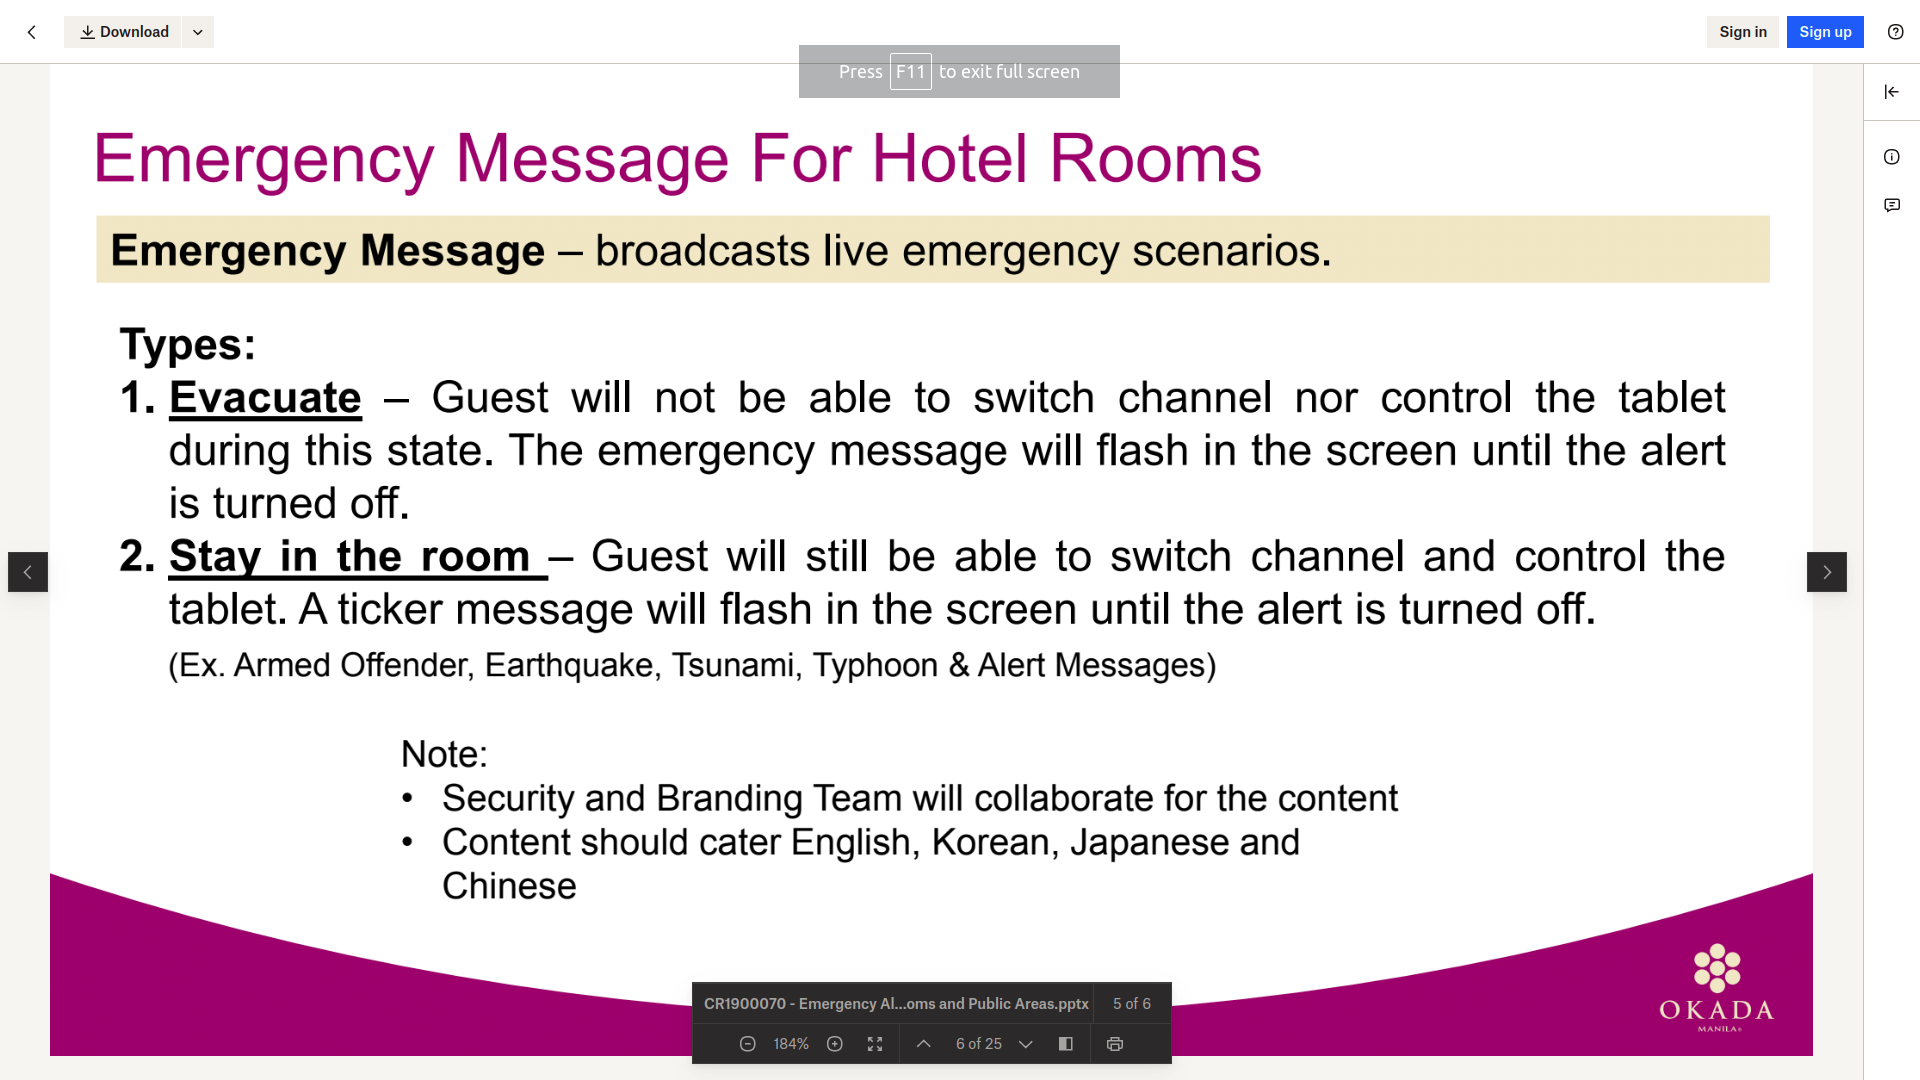 Download
Sign in
Sign up
Press F11 to exit full screen
Emergency Message For Hotel Rooms
Emergency Message – broadcasts live emergency scenarios.
Types:
1. Evacuate – Guest will not be able to switch channel nor control the tablet
during this state. The emergency message will flash in the screen until the alert
is turned off.
2. Stay in the room – Guest will still be able to switch channel and control the
tablet. A ticker message will flash in the screen until the alert is turned off.
(Ex. Armed Offender, Earthquake, Tsunami, Typhoon & Alert Messages)
Note:
• Security and Branding Team will collaborate for the content
• Content should cater English, Korean, Japanese and
Chinese
OKADA
MANILA®
CR1900070 - Emergency Al...oms and Public Areas.pptx
5 of 6
184%
6 of 25